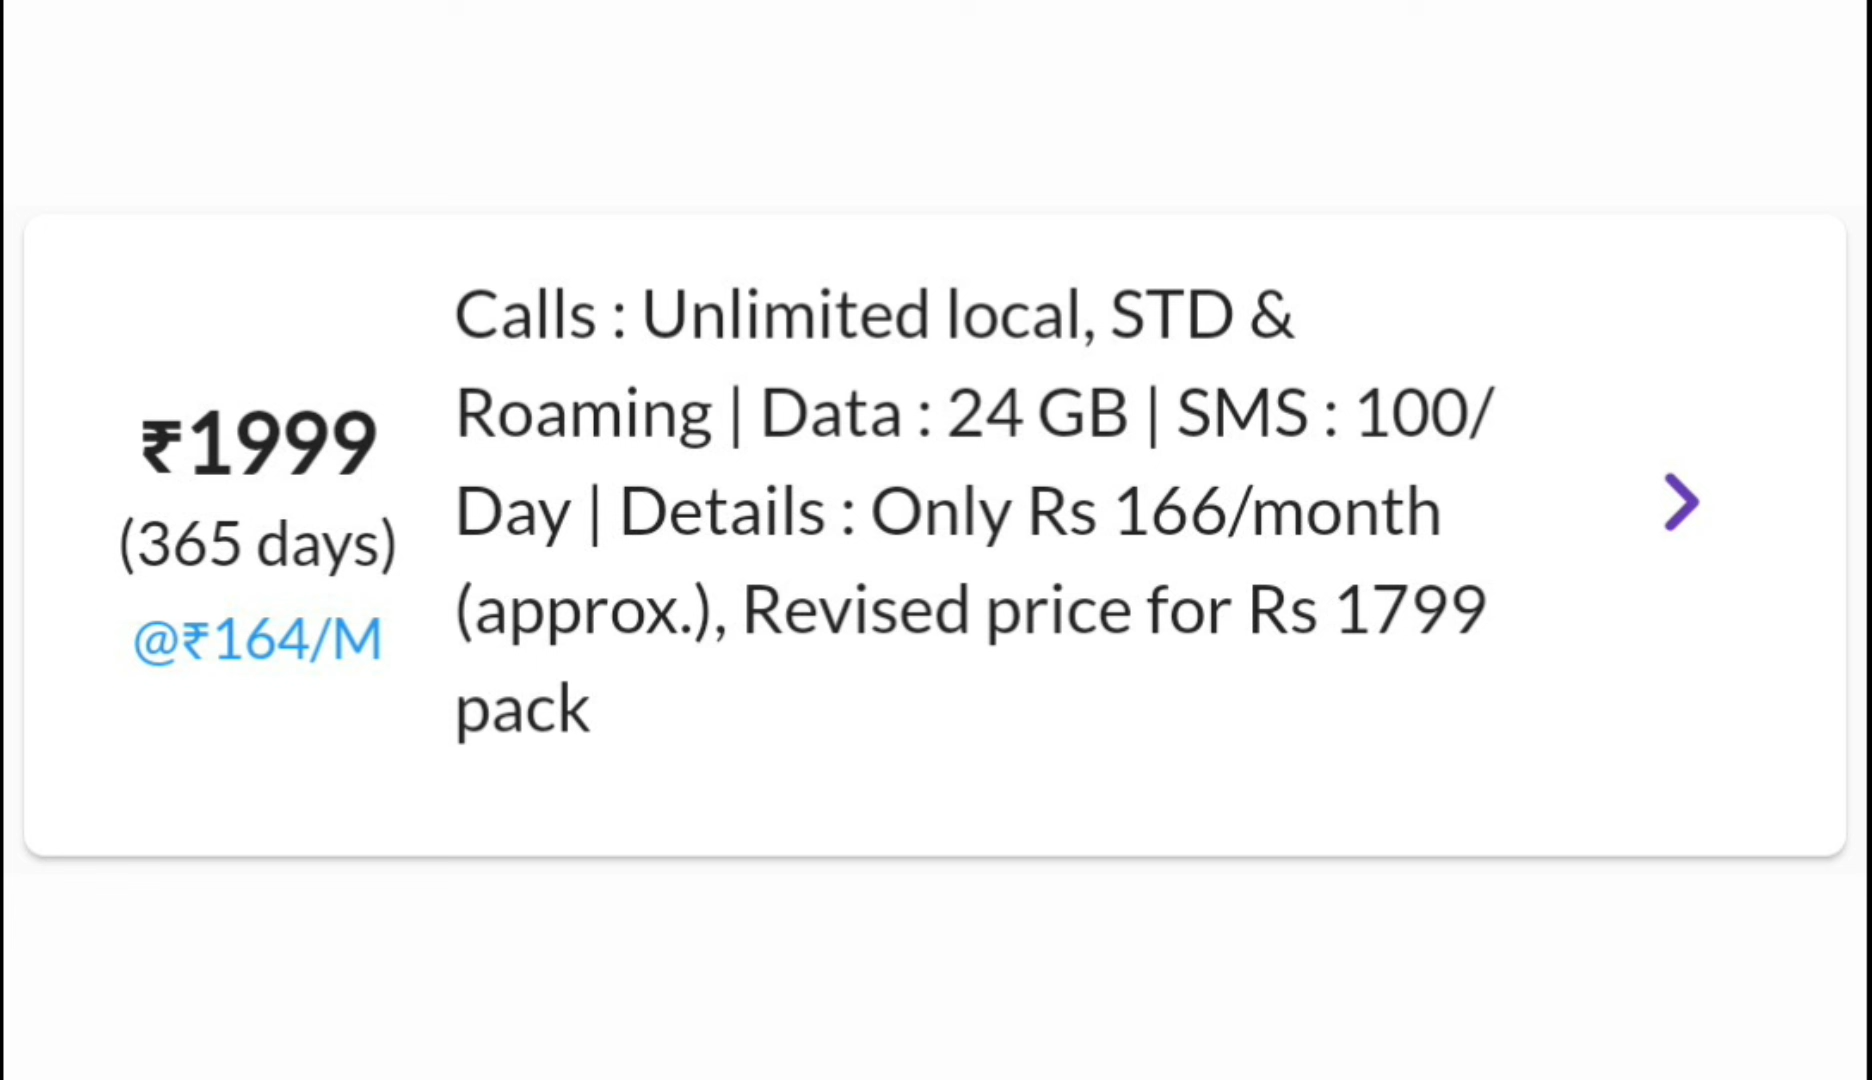 ₹1999
(365 days)
@₹164/M
Calls : Unlimited local, STD &
Roaming | Data : 24 GB | SMS : 100/
Day | Details : Only Rs 166/month
(approx.), Revised price for Rs 1799
pack